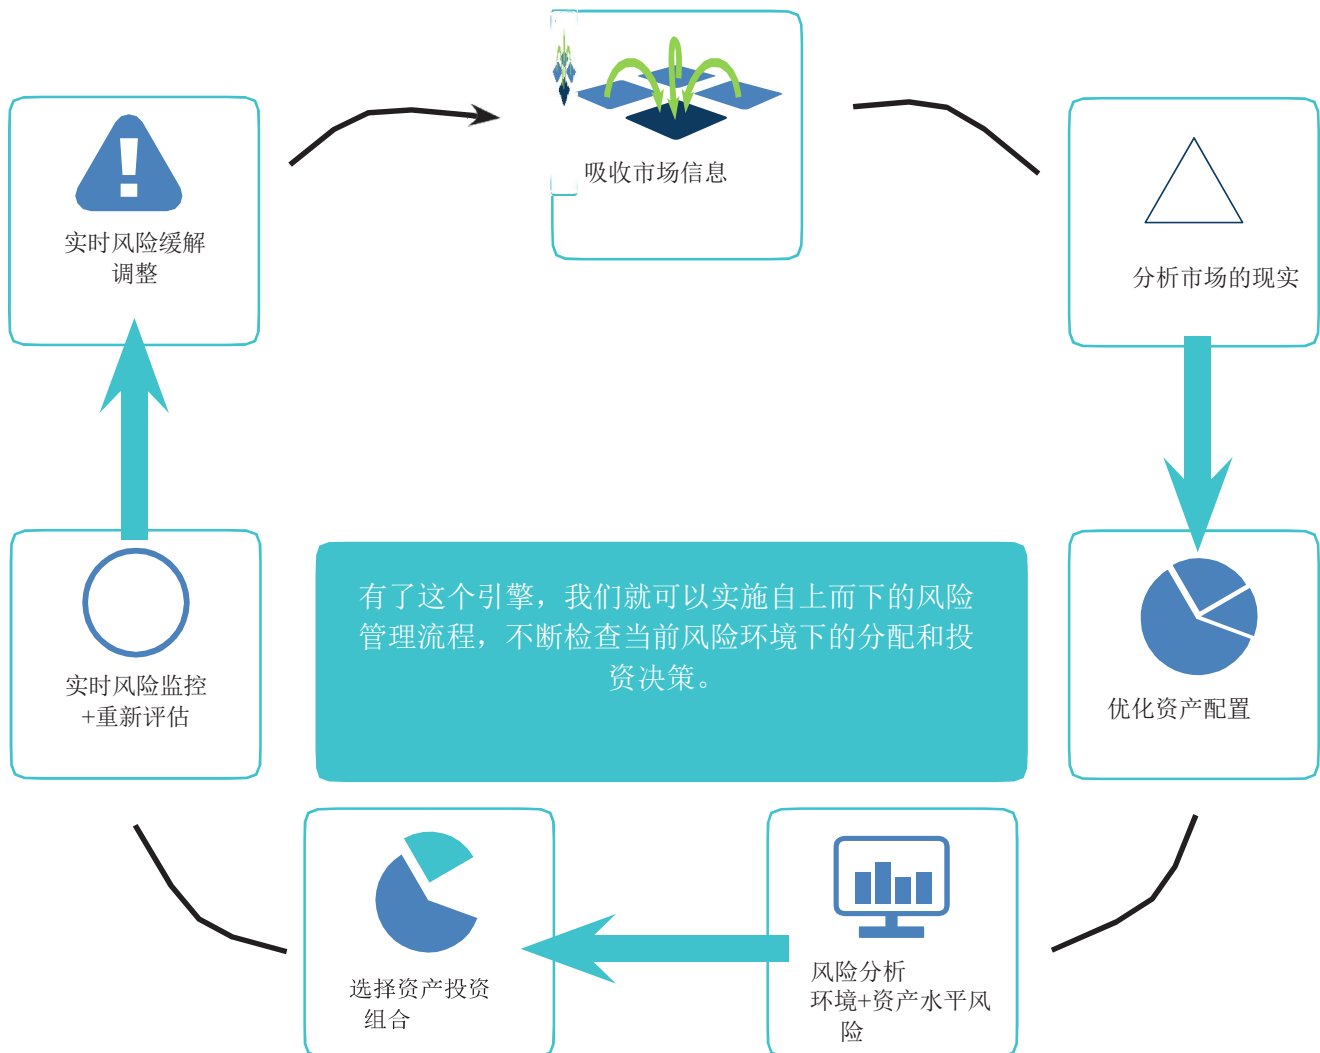 吸收市场信息
实时风险缓解
调整
分析市场的现实
有了这个引擎，我们就可以实施自上而下的风险
管理流程，不断检查当前风险环境下的分配和投
资决策。
实时风险监控
+重新评估
优化资产配置
选择资产投资
组合
风险分析
环境+资产水平风
险